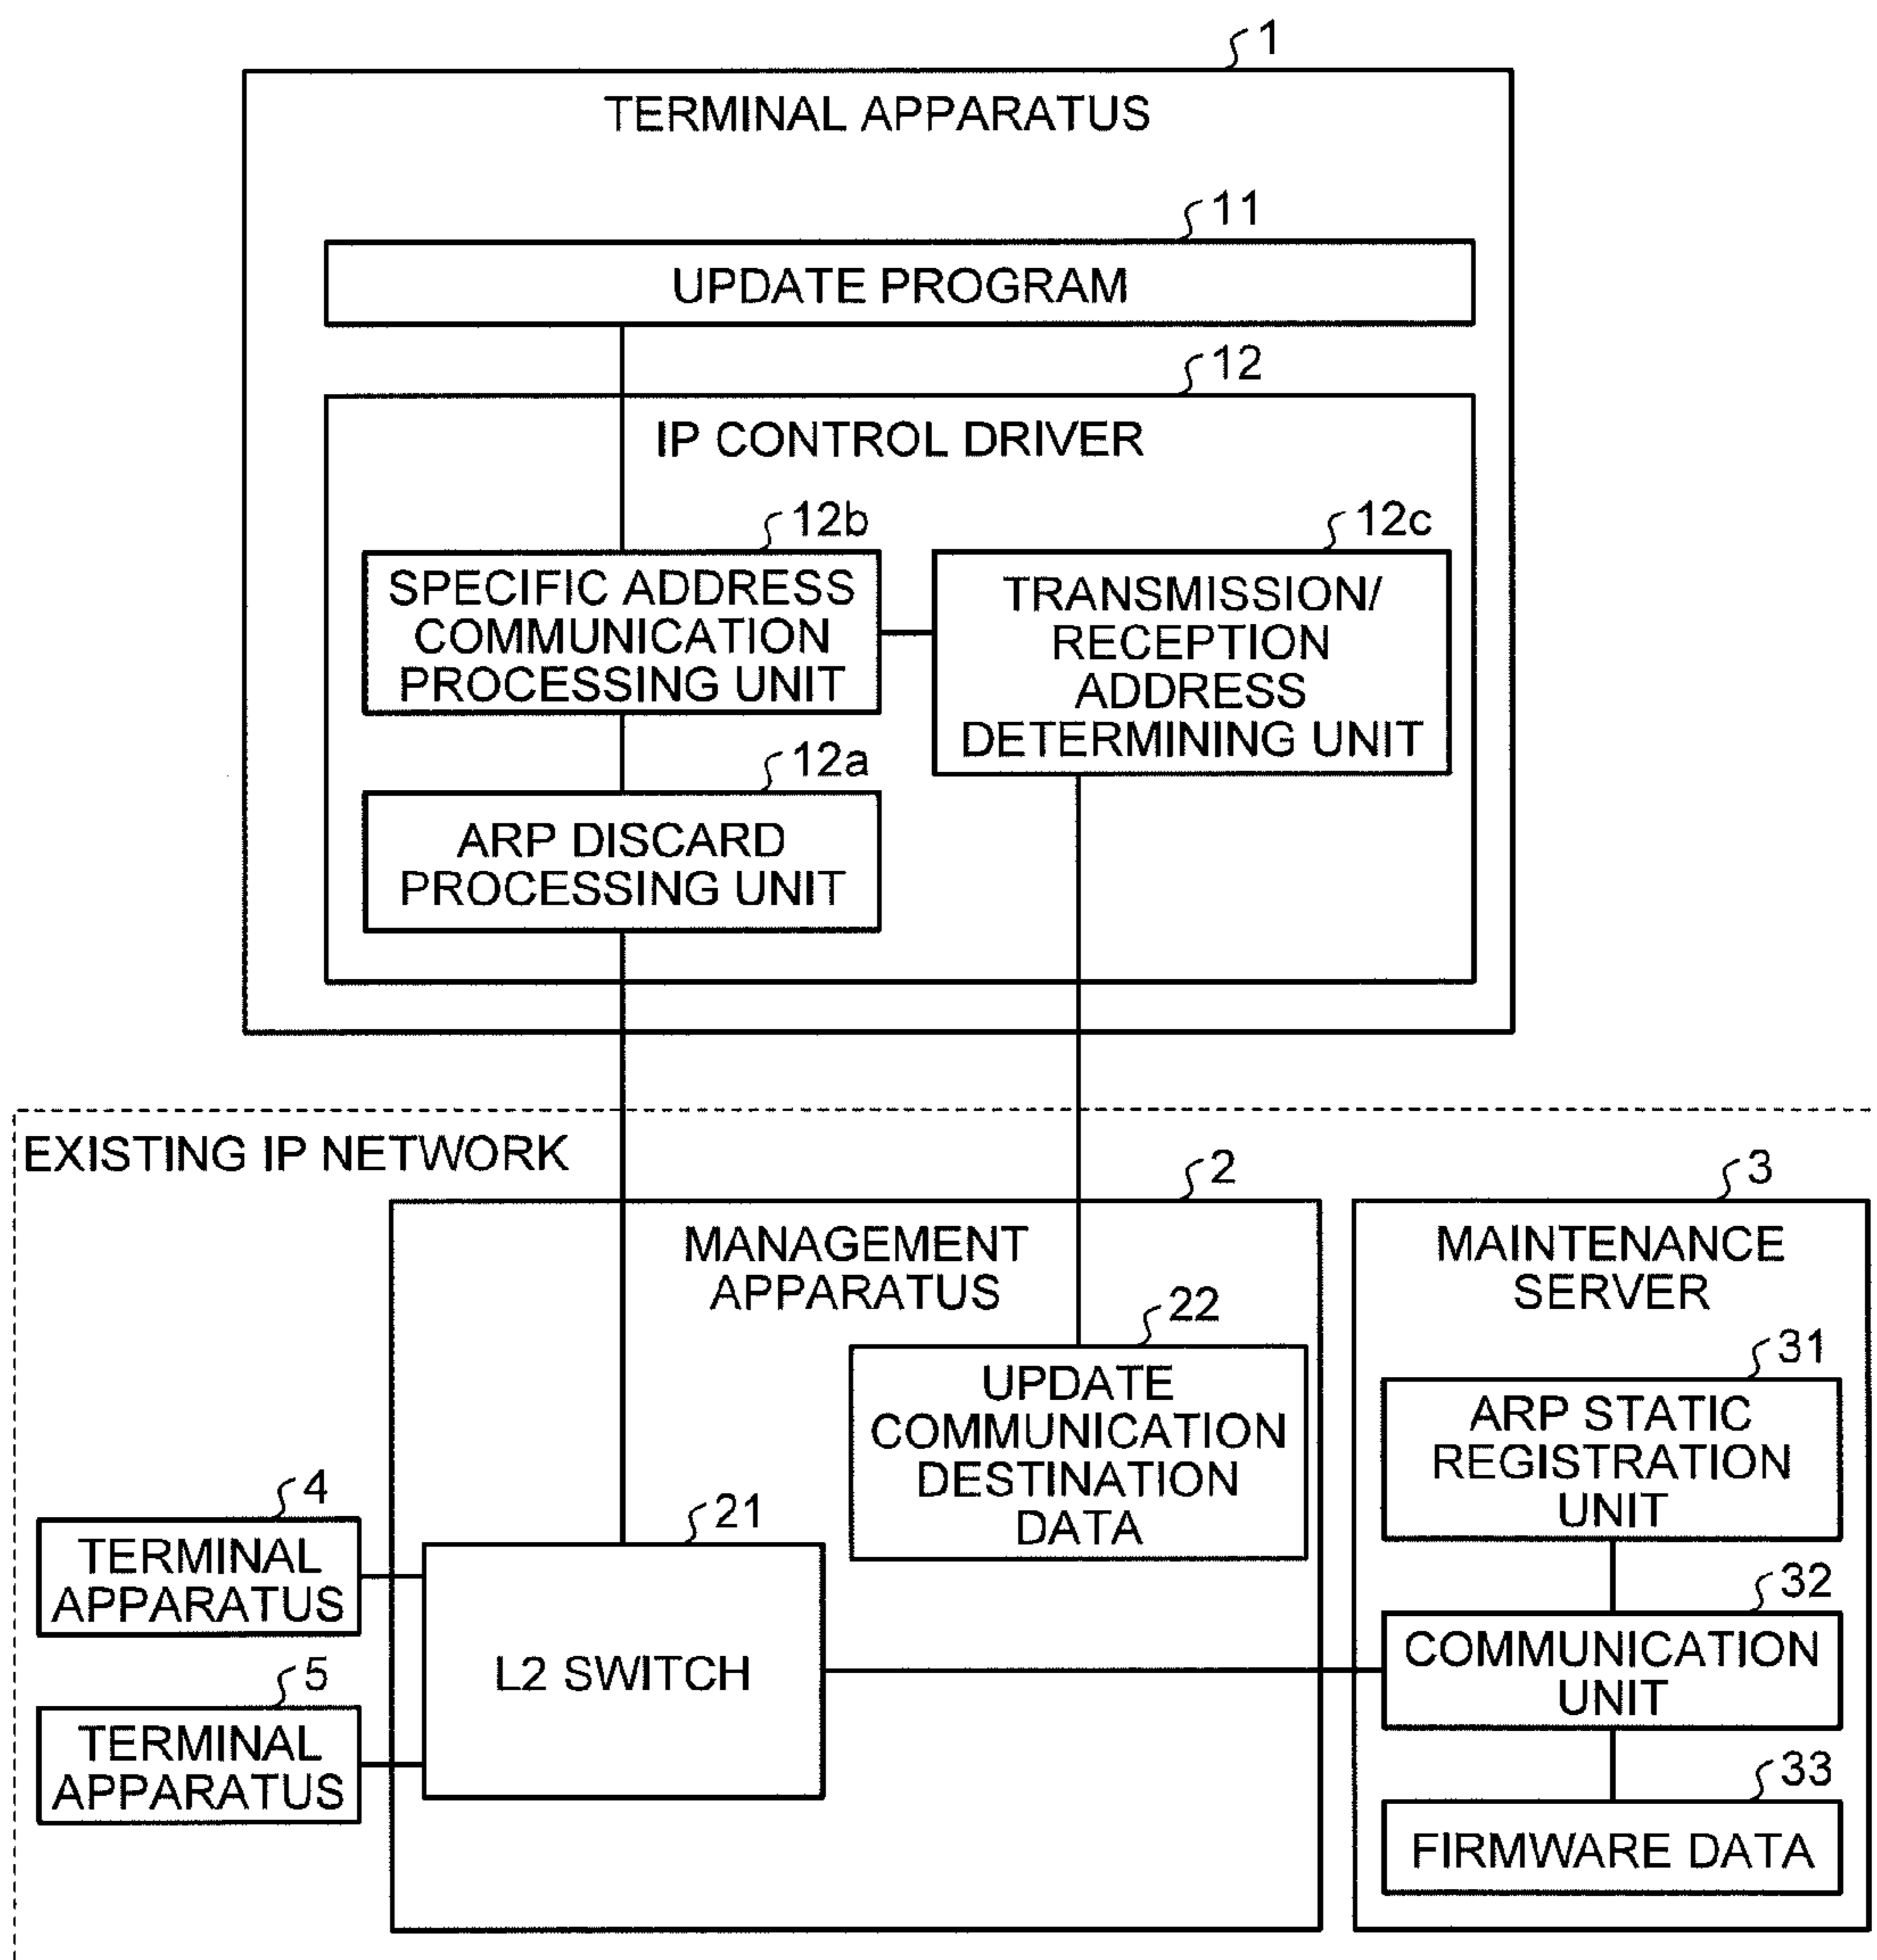 1
TERMINAL APPARATUS
11
UPDATE PROGRAM
12
IP CONTROL DRIVER
12b
SPECIFIC ADDRESS
COMMUNICATION
PROCESSING UNIT
12c
TRANSMISSION/
RECEPTION
ADDRESS
DETERMINING UNIT
12a
ARP DISCARD
PROCESSING UNIT
EXISTING IP NETWORK
2
MANAGEMENT
APPARATUS
22
UPDATE
COMMUNICATION
DESTINATION
DATA
21
L2 SWITCH
4
TERMINAL
APPARATUS
5
TERMINAL
APPARATUS
3
MAINTENANCE
SERVER
31
ARP STATIC
REGISTRATION
UNIT
32
COMMUNICATION
UNIT
33
FIRMWARE DATA